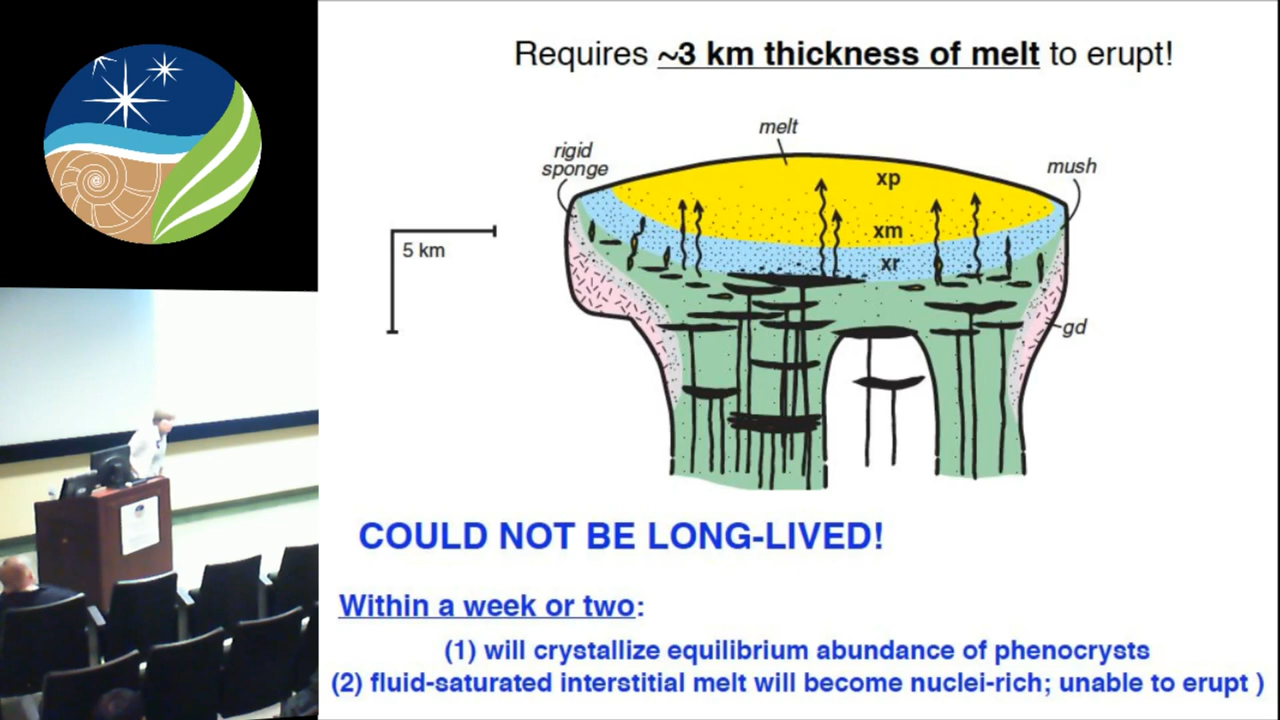 Requires ~3 km thickness of melt to erupt!
melt
rigid
sponge
mush
xp
5 km
xm
xr
gd
COULD NOT BE LONG-LIVED!
Within a week or two:
(1) will crystallize equilibrium abundance of phenocrysts
(2) fluid-saturated interstitial melt will become nuclei-rich; unable to erupt )